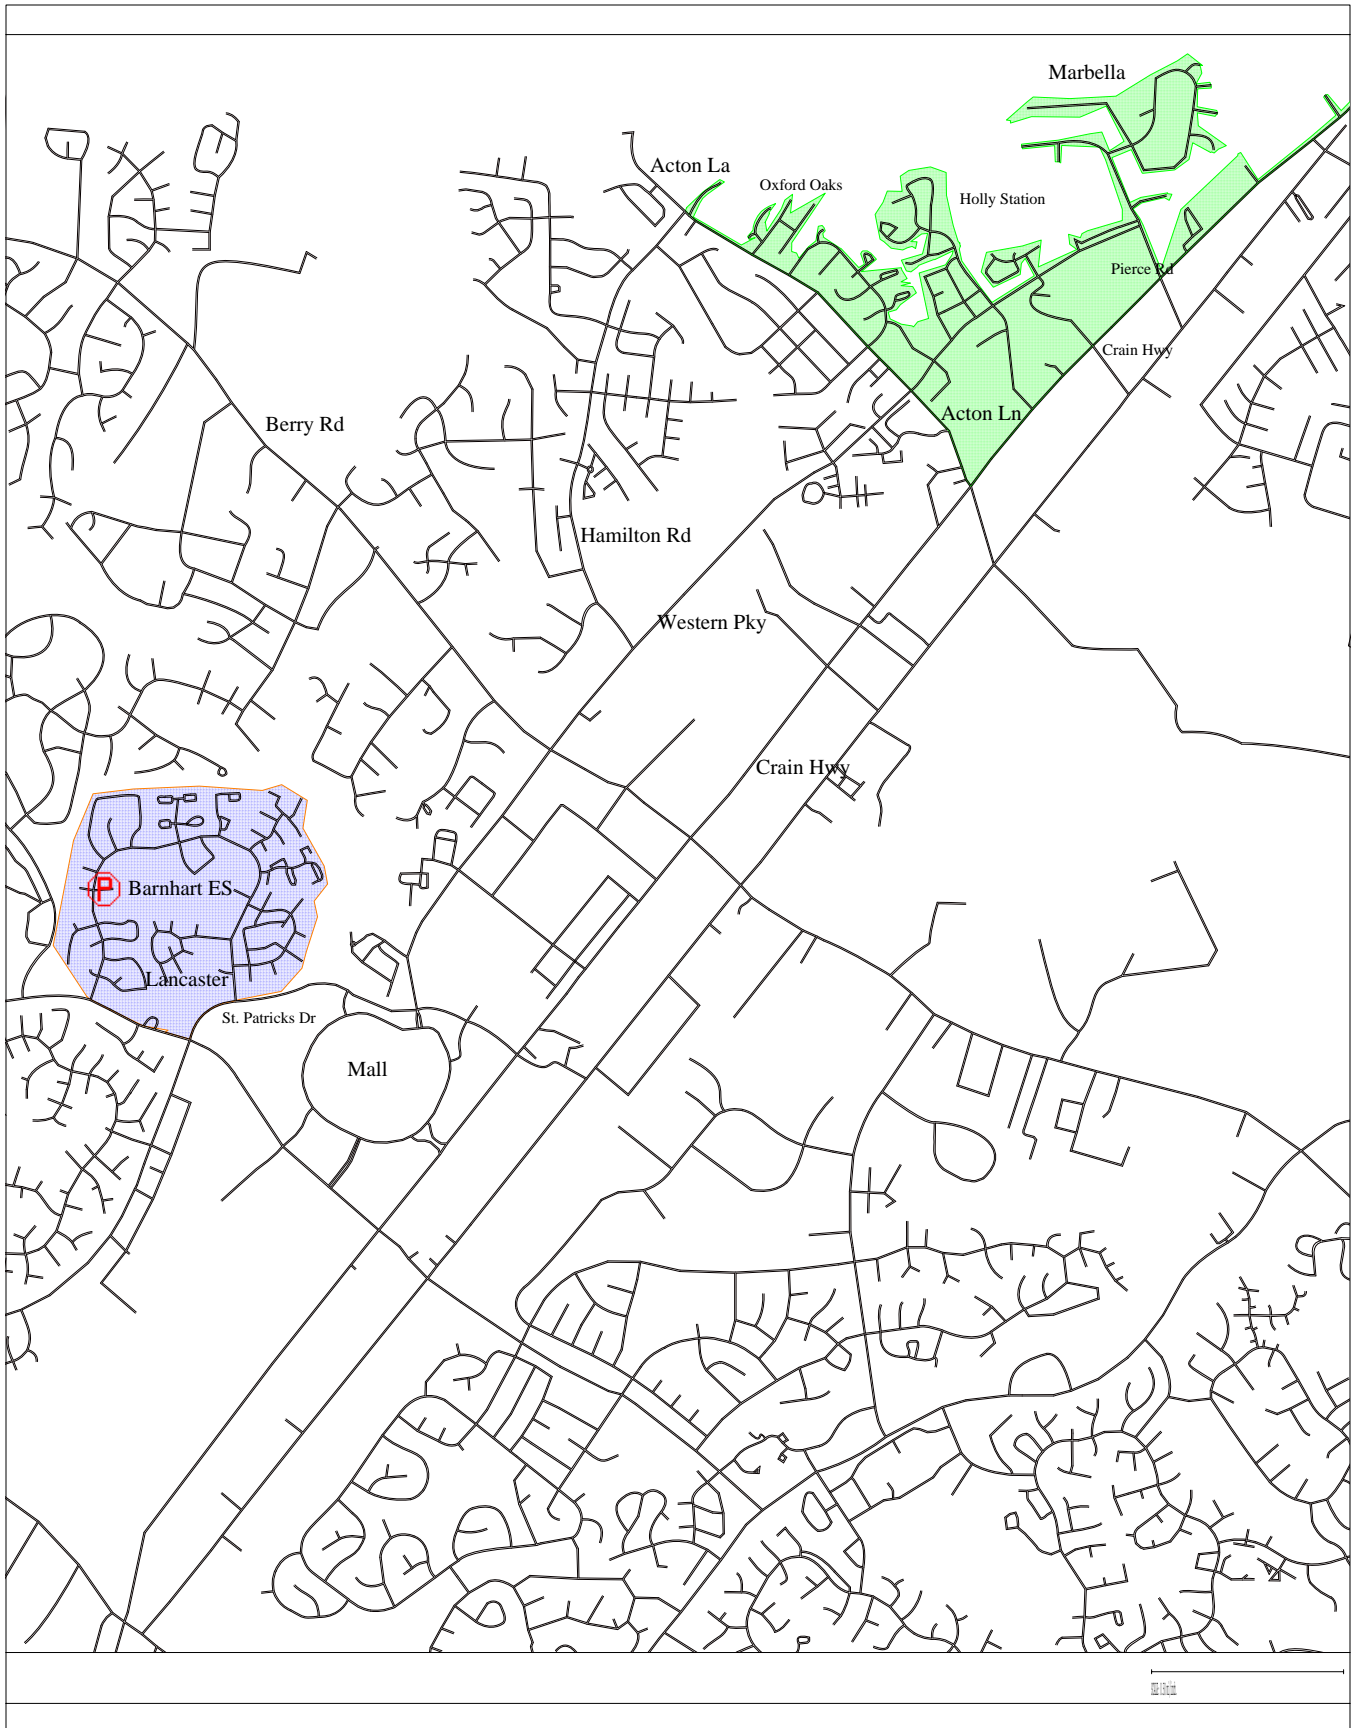 Marbella
Acton La
Oxford Oaks
Holly Station
Pierce Rd
Crain Hwy
Acton Ln
Berry Rd
Hamilton Rd
Western Pky
Crain Hwy
P
Barnhart ES
Lancaster
St. Patricks Dr
Mall